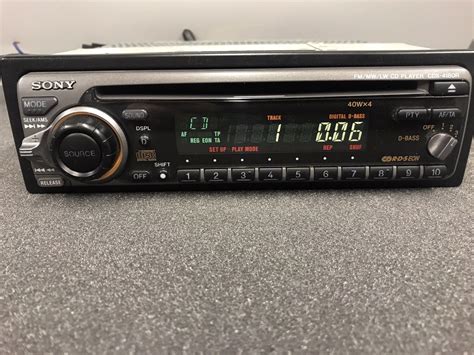 SONY
FM/MW/LW CD PLAYER CDX-4180R
MODE
SOUND
40W×4
PTY
AF/TA
SEEK/AMS
DSPL
CD
TRACK
DIGITAL D-BASS
AF TP
REG EON TA
1
0.06
D-BASS
SOURCE
SET UP PLAY MODE
REP SHUF
R·D·S EON
SHIFT
OFF
RELEASE
1 2 3 4 5 6 7 8 9 10